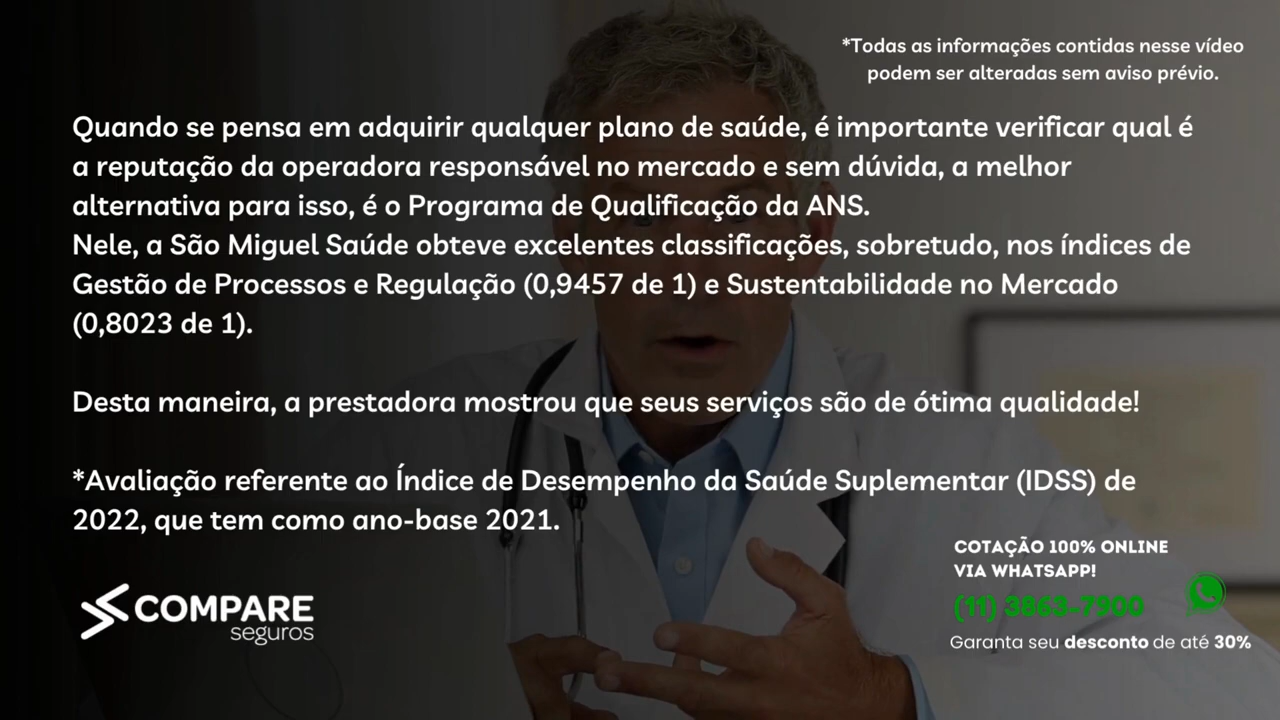 *Todas as informações contidas nesse vídeo
podem ser alteradas sem aviso prévio.
Quando se pensa em adquirir qualquer plano de saúde, é importante verificar qual é
a reputação da operadora responsável no mercado e sem dúvida, a melhor
alternativa para isso, é o Programa de Qualificação da ANS.
Nele, a São Miguel Saúde obteve excelentes classificações, sobretudo, nos índices de
Gestão de Processos e Regulação (0,9457 de 1) e Sustentabilidade no Mercado
(0,8023 de 1).
Desta maneira, a prestadora mostrou que seus serviços são de ótima qualidade!
*Avaliação referente ao Índice de Desempenho da Saúde Suplementar (IDSS) de
2022, que tem como ano-base 2021.
COMPARE
seguros
COTAÇÃO 100% ONLINE
VIA WHATSAPP!
(11) 3863-7900
Garanta seu desconto de até 30%